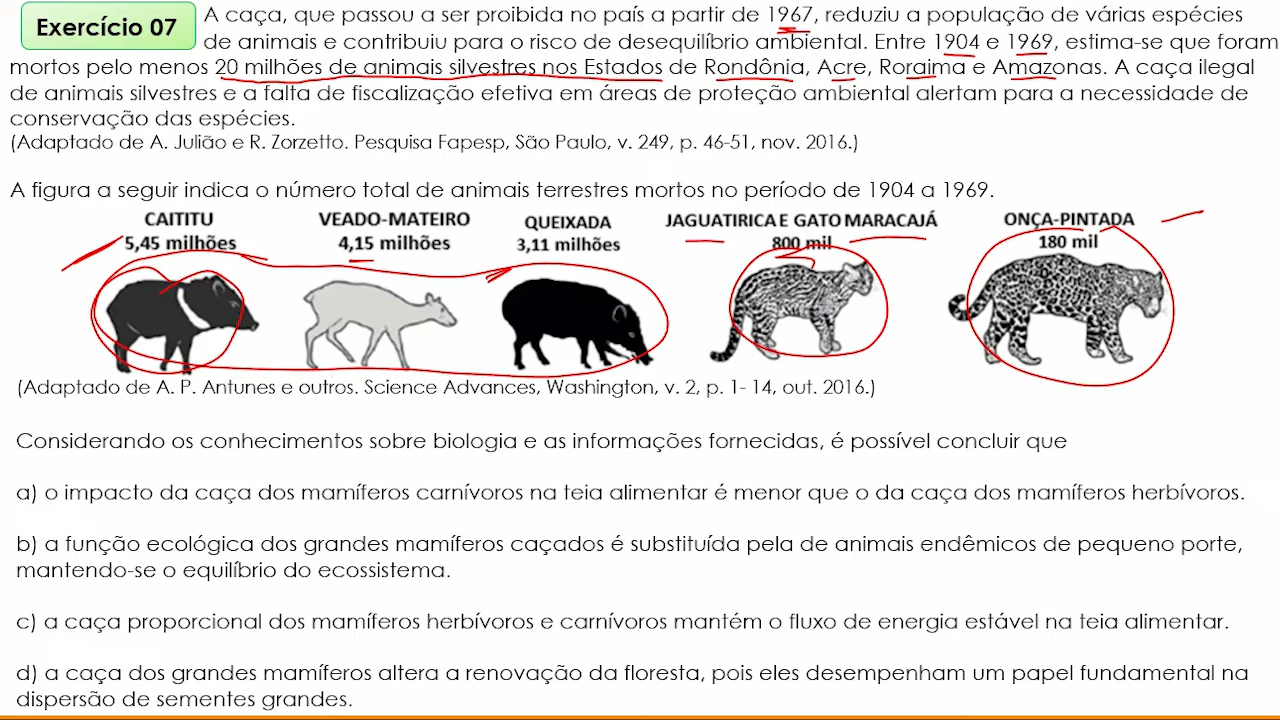 Exercício 07
A caça, que passou a ser proibida no país a partir de 1967, reduziu a população de várias espécies
de animais e contribuiu para o risco de desequilíbrio ambiental. Entre 1904 e 1969, estima-se que foram
mortos pelo menos 20 milhões de animais silvestres nos Estados de Rondônia, Acre, Roraima e Amazonas. A caça ilegal
de animais silvestres e a falta de fiscalização efetiva em áreas de proteção ambiental alertam para a necessidade de
conservação das espécies.
(Adaptado de A. Julião e R. Zorzetto. Pesquisa Fapesp, São Paulo, v. 249, p. 46-51, nov. 2016.)
A figura a seguir indica o número total de animais terrestres mortos no período de 1904 a 1969.
CAITITU
5,45 milhões
VEADO-MATEIRO
4,15 milhões
QUEIXADA
3,11 milhões
JAGUATIRICA E GATO MARACAJÁ
800 mil
ONÇA-PINTADA
180 mil
(Adaptado de A. P. Antunes e outros. Science Advances, Washington, v. 2, p. 1- 14, out. 2016.)
Considerando os conhecimentos sobre biologia e as informações fornecidas, é possível concluir que
a) o impacto da caça dos mamíferos carnívoros na teia alimentar é menor que o da caça dos mamíferos herbívoros.
b) a função ecológica dos grandes mamíferos caçados é substituída pela de animais endêmicos de pequeno porte,
mantendo-se o equilíbrio do ecossistema.
c) a caça proporcional dos mamíferos herbívoros e carnívoros mantém o fluxo de energia estável na teia alimentar.
d) a caça dos grandes mamíferos altera a renovação da floresta, pois eles desempenham um papel fundamental na
dispersão de sementes grandes.